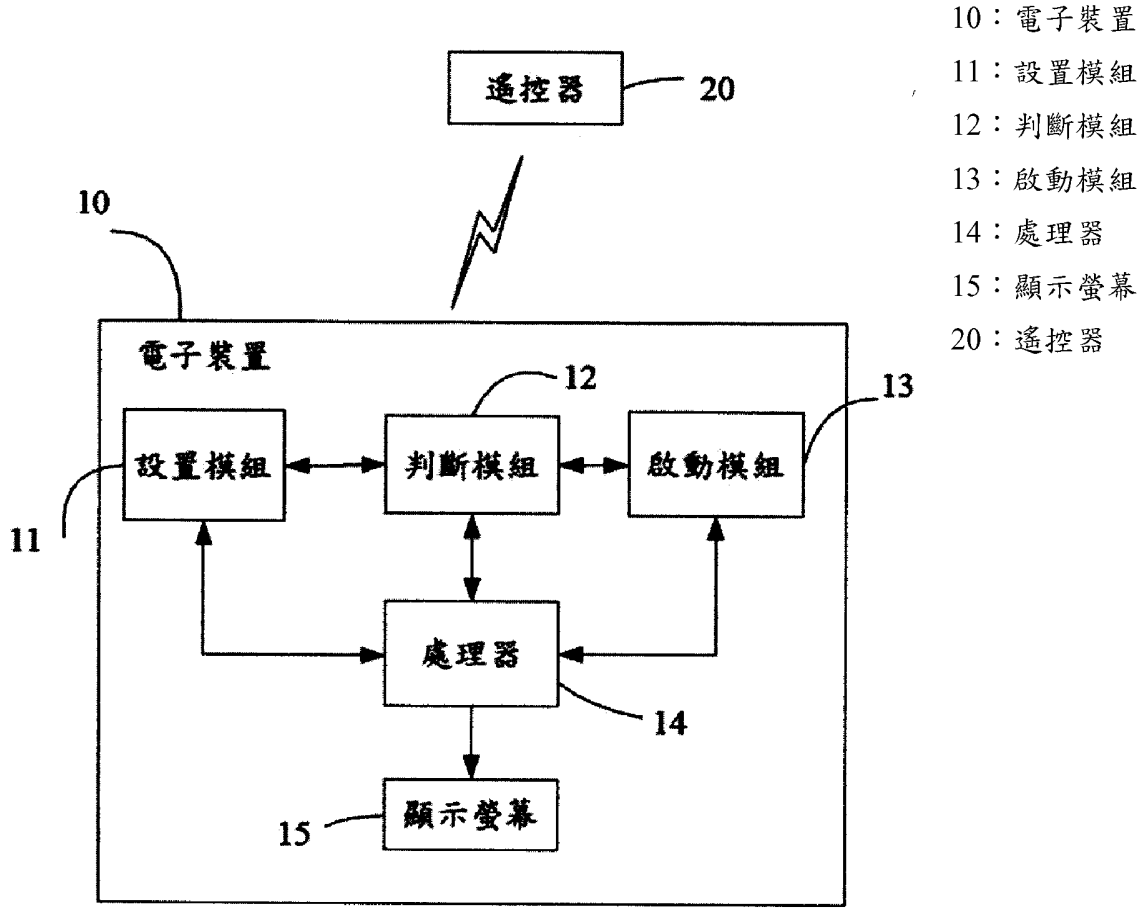 10：電子裝置
11：設置模組
12：判斷模組
13：啟動模組
14：處理器
15：顯示螢幕
20：遙控器
遙控器
20
10
電子裝置
12
13
設置模組
判斷模組
啟動模組
11
處理器
14
顯示螢幕
15